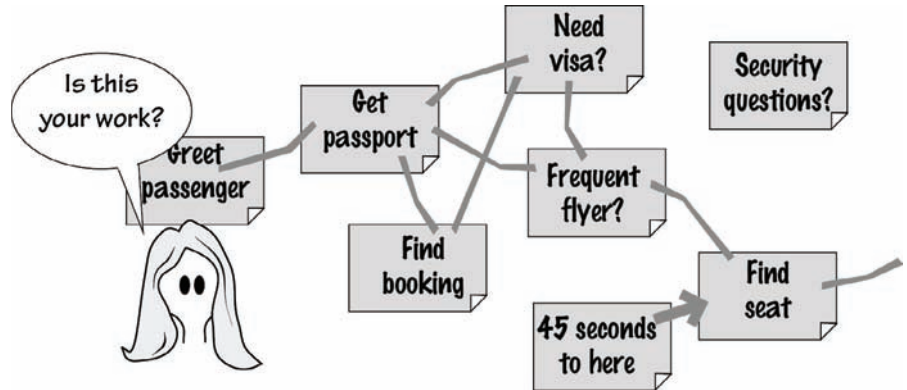 Is this
your work?
Greet
passenger
Get
passport
Need
visa?
Security
questions?
Find
booking
Frequent
flyer?
45 seconds
to here
Find
seat